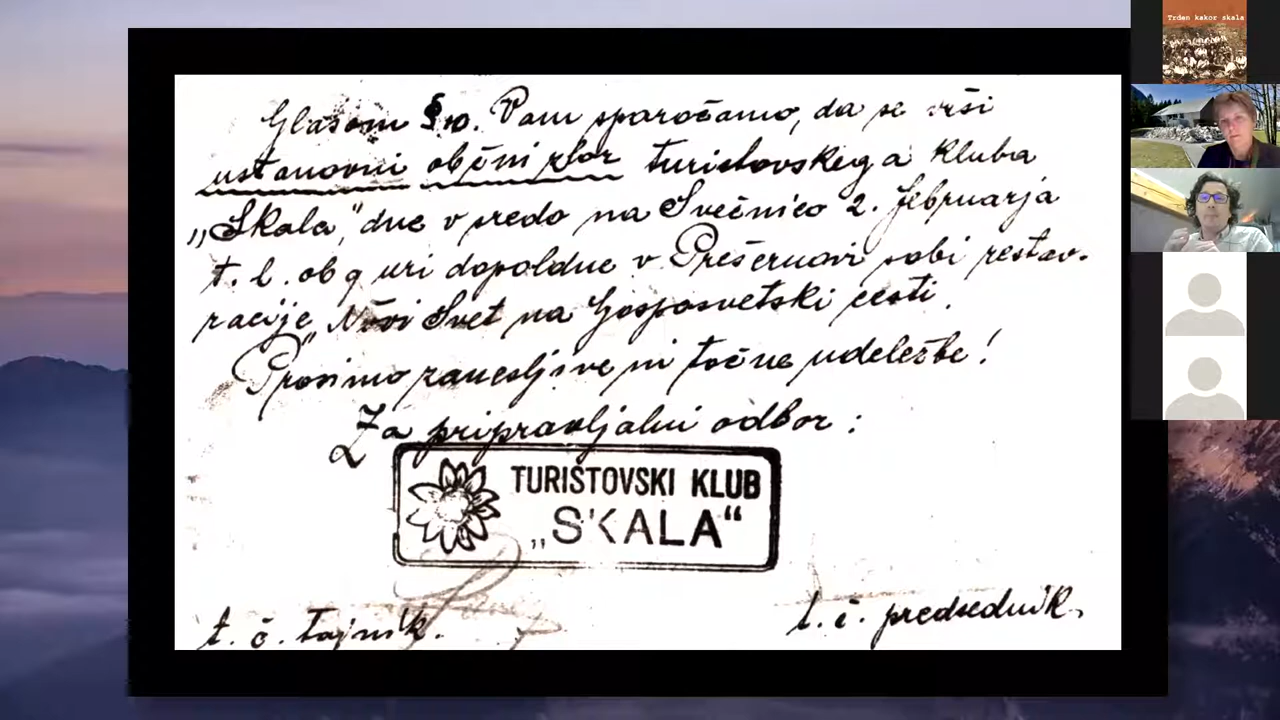 Glasom § 10. Vam sporočamo, da se vrši
ustanovni občni zbor turistovskega kluba
„Skala", dne v sredo na Svečnico 2. februarja
t. l. ob 9 uri dopoldne v Prešernovi sobi restav-
racije „Novi Svet na Gosposvetski cesti.
Prosimo zanesljive in točne udeležbe!
Za pripravljalni odbor:
TURISTOVSKI KLUB
„SKALA“
t. č. tajnik.
t. č. predsednik.
Trden kakor skala